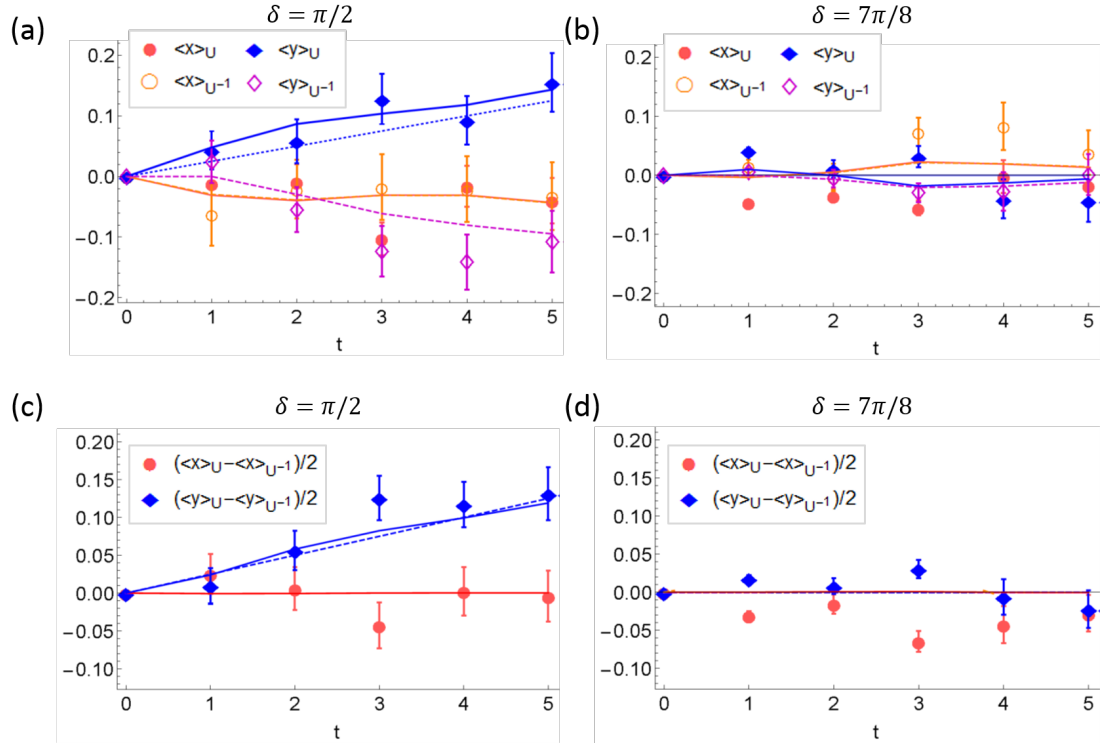 δ = π/2
δ = 7π/8
(a)
(b)
<x>U
<y>U
<x>U-1
<y>U-1
<x>U
<y>U
<x>U-1
<y>U-1
0.2
0.1
0.0
−0.1
−0.2
0.2
0.1
0.0
−0.1
−0.2
0 1 2 3 4 5
0 1 2 3 4 5
t
t
(c)
δ = π/2
(d)
δ = 7π/8
(<x>U−<x>U-1)/2
(<y>U−<y>U-1)/2
(<x>U−<x>U-1)/2
(<y>U−<y>U-1)/2
0.20
0.15
0.10
0.05
0.00
−0.05
−0.10
0.20
0.15
0.10
0.05
0.00
−0.05
−0.10
0 1 2 3 4 5
0 1 2 3 4 5
t
t